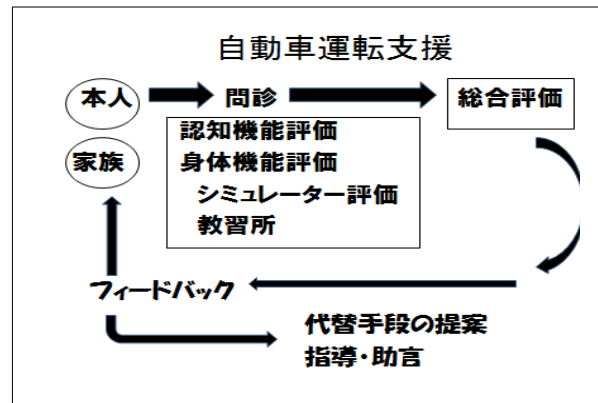 自動車運転支援
本人
問診
総合評価
認知機能評価
家族
身体機能評価
シミュレーター評価
教習所
フィードバック
代替手段の提案
指導・助言